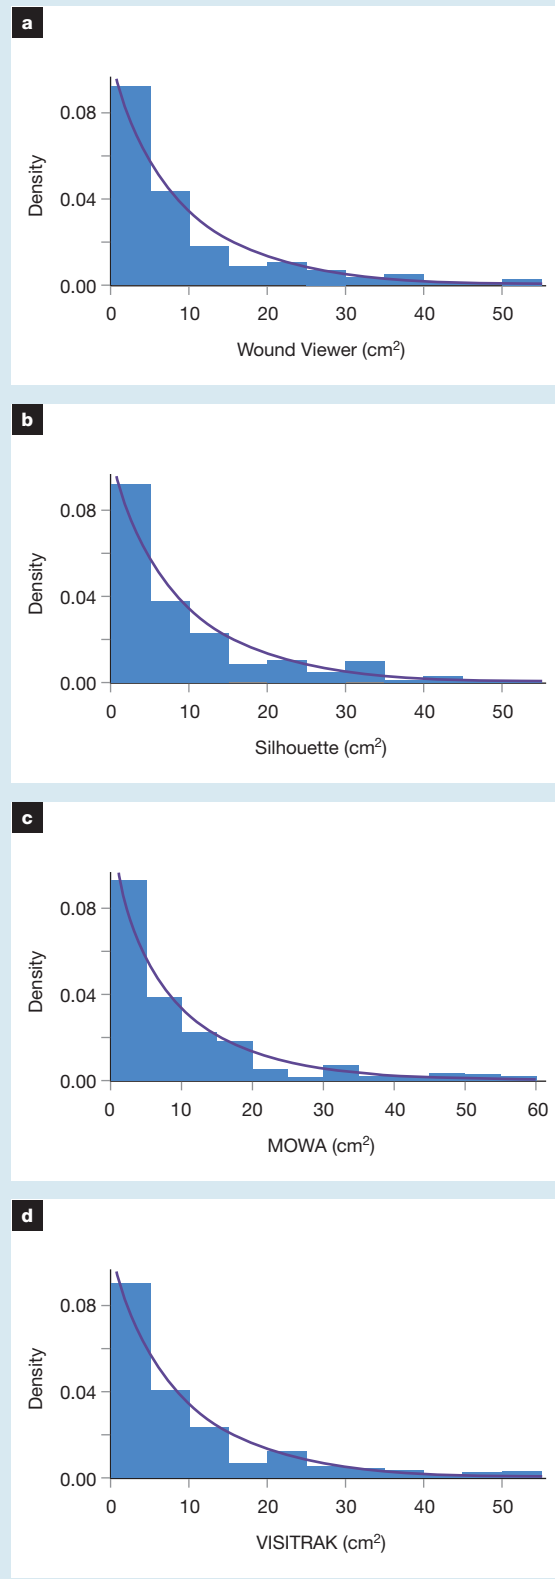 a
0.08
0.04
0.00
Density
0 10 20 30 40 50
Wound Viewer (cm²)
b
0.08
0.04
0.00
Density
0 10 20 30 40 50
Silhouette (cm²)
c
0.08
0.04
0.00
Density
0 10 20 30 40 50 60
MOWA (cm²)
d
0.08
0.04
0.00
Density
0 10 20 30 40 50
VISITRAK (cm²)